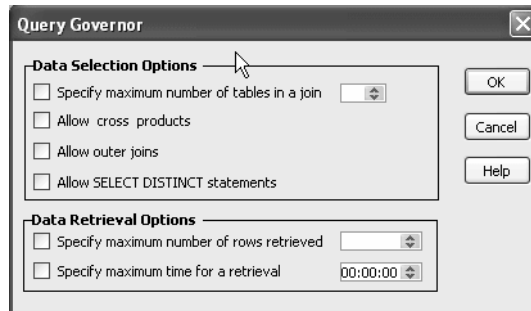 Query Governor
Data Selection Options
Specify maximum number of tables in a join
Allow cross products
Allow outer joins
Allow SELECT DISTINCT statements
Data Retrieval Options
Specify maximum number of rows retrieved
Specify maximum time for a retrieval 00:00:00
OK
Cancel
Help